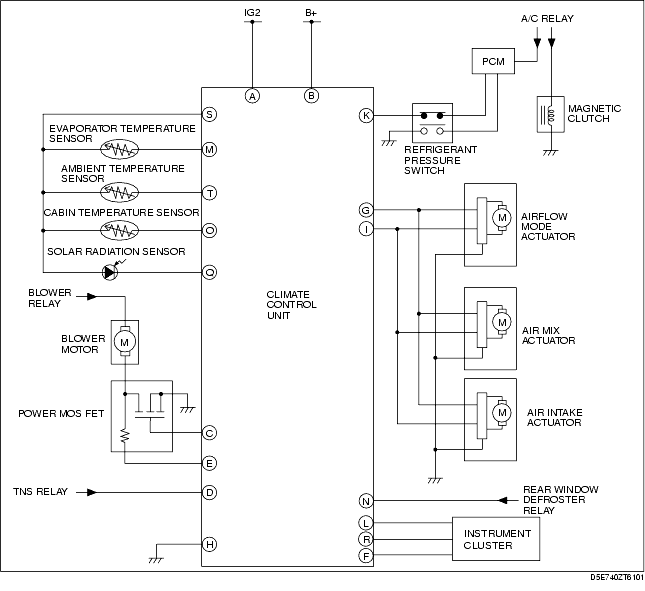 IG2
B+
A/C RELAY
A
B
PCM
MAGNETIC
CLUTCH
S
K
EVAPORATOR TEMPERATURE
SENSOR
M
REFRIGERANT
PRESSURE
SWITCH
AMBIENT TEMPERATURE
SENSOR
T
CABIN TEMPERATURE SENSOR
O
G
I
M
AIRFLOW
MODE
ACTUATOR
SOLAR RADIATION SENSOR
Q
BLOWER
RELAY
CLIMATE
CONTROL
UNIT
BLOWER
MOTOR
M
M
AIR MIX
ACTUATOR
POWER MOS FET
C
M
AIR INTAKE
ACTUATOR
E
TNS RELAY
D
N
REAR WINDOW
DEFROSTER
RELAY
H
L
R
F
INSTRUMENT
CLUSTER
D5E740ZT6101